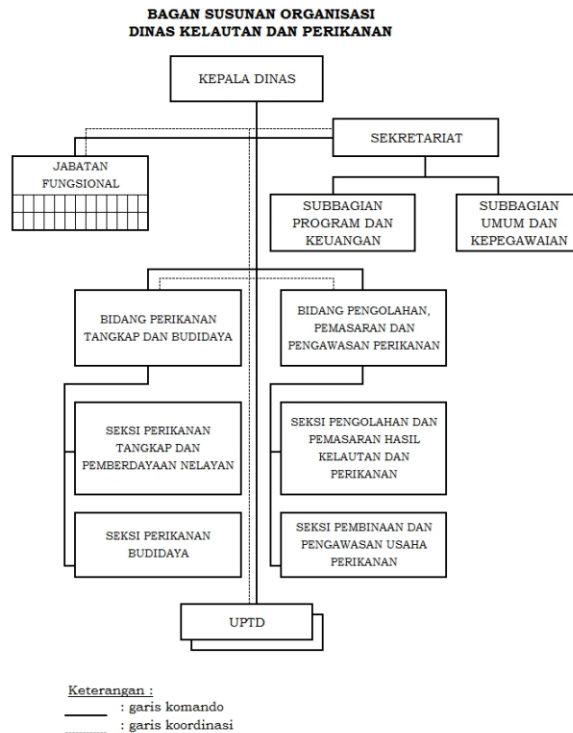 BAGAN SUSUNAN ORGANISASI
DINAS KELAUTAN DAN PERIKANAN
KEPALA DINAS
SEKRETARIAT
JABATAN
FUNGSIONAL
SUBBAGIAN
PROGRAM DAN
KEUANGAN
SUBBAGIAN
UMUM DAN
KEPEGAWAIAN
BIDANG PERIKANAN
TANGKAP DAN BUDIDAYA
BIDANG PENGOLAHAN,
PEMASARAN DAN
PENGAWASAN PERIKANAN
SEKSI PERIKANAN
TANGKAP DAN
PEMBERDAYAAN NELAYAN
SEKSI PENGOLAHAN DAN
PEMASARAN HASIL
KELAUTAN DAN
PERIKANAN
SEKSI PERIKANAN
BUDIDAYA
SEKSI PEMBINAAN DAN
PENGAWASAN USAHA
PERIKANAN
UPTD
Keterangan :
: garis komando
: garis koordinasi